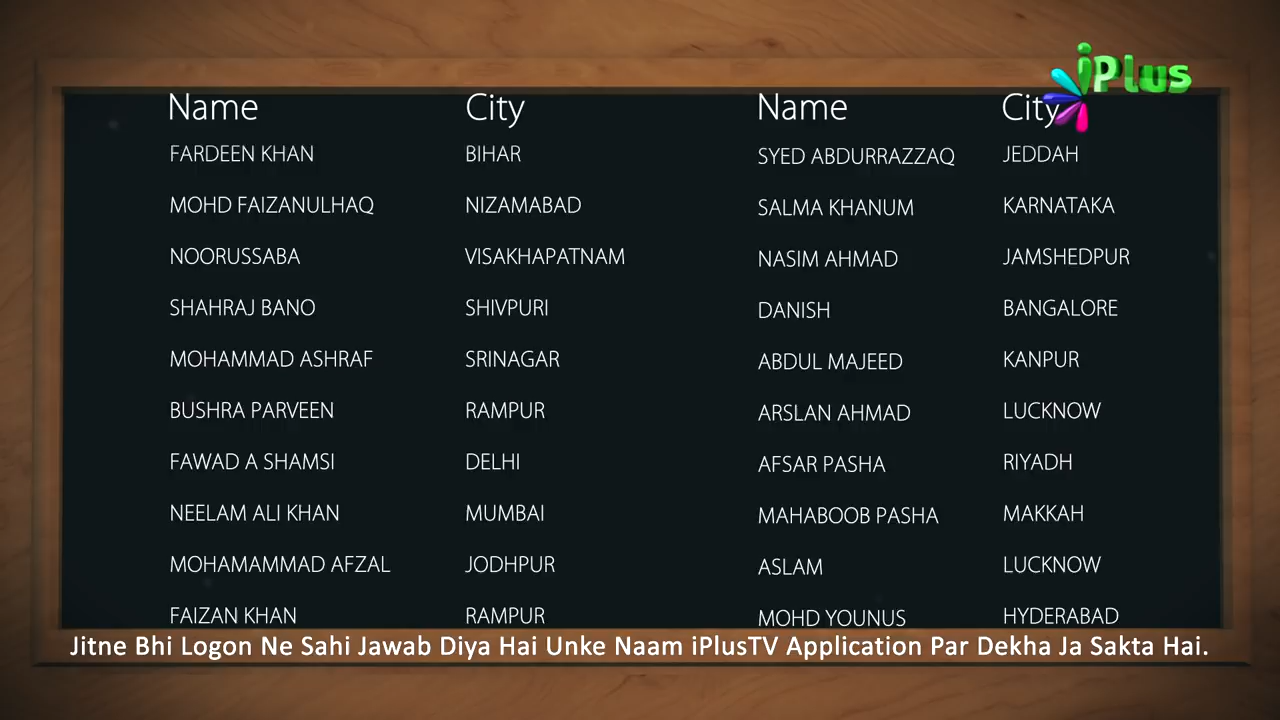 iPlus
Name City Name City
FARDEEN KHAN BIHAR SYED ABDURRAZZAQ JEDDAH
MOHD FAIZANULHAQ NIZAMABAD SALMA KHANUM KARNATAKA
NOORUSSABA VISAKHAPATNAM NASIM AHMAD JAMSHEDPUR
SHAHRAJ BANO SHIVPURI DANISH BANGALORE
MOHAMMAD ASHRAF SRINAGAR ABDUL MAJEED KANPUR
BUSHRA PARVEEN RAMPUR ARSLAN AHMAD LUCKNOW
FAWAD A SHAMSI DELHI AFSAR PASHA RIYADH
NEELAM ALI KHAN MUMBAI MAHABOOB PASHA MAKKAH
MOHAMAMMAD AFZAL JODHPUR ASLAM LUCKNOW
FAIZAN KHAN RAMPUR MOHD YOUNUS HYDERABAD
Jitne Bhi Logon Ne Sahi Jawab Diya Hai Unke Naam iPlusTV Application Par Dekha Ja Sakta Hai.